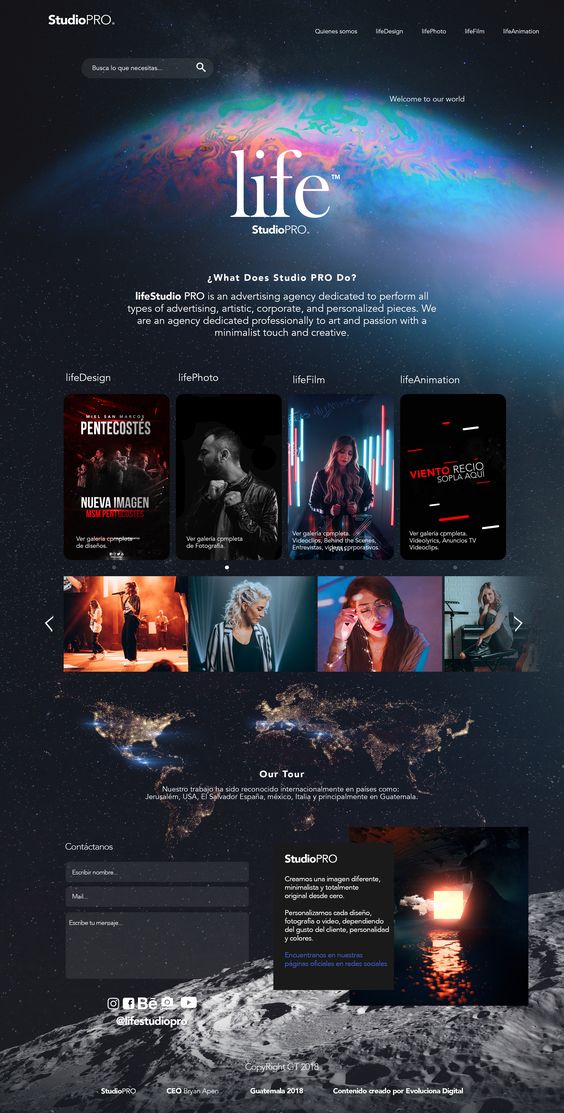 StudioPRO
Quienes somos
lifeDesign
lifePhoto
lifeFilm
lifeAnimation
Busca lo que necesitas...
Welcome to our world
life™
StudioPRO
¿What Does Studio PRO Do?
lifeStudio PRO is an advertising agency dedicated to perform all
types of advertising, artistic, corporate, and personalized pieces. We
are an agency dedicated professionally to art and passion with a
minimalist touch and creative.
lifeDesign
lifePhoto
lifeFilm
lifeAnimation
MIEL SAN MARCOS
PENTECOSTÉS
NUEVA IMAGEN
MSM PENTECOSTES
Ver galería cpmpleta
de diseños.
Ver galería cpmpleta
de Fotografía.
Ver galería cpmpleta.
Videoclips, Behind the Scenes,
Entrevistas, videos corporativos.
VIENTO RECIO
SOPLA AQUÍ
Ver galería cpmpleta.
Videolyrics, Anuncios TV
Videoclips.
Our Tour
Nuestro trabajo ha sido reconocido internacionalmente en países como:
Jerusalém, USA, El Salvador España, méxico, Italia y principalmente en Guatemala.
Contáctanos
Escribir nombre...
Mail...
Escribe tu mensaje...
StudioPRO
Creamos una imagen diferente,
minimalista y totalmente
original desde cero.
Personalizamos cada diseño,
fotografía o video, dependiendo
del gusto del cliente, personalidad
y colores.
Encuentranos en nuestras
páginas oficiales en redes sociales
Bē
@lifestudiopro
CopyRight GT 2018
StudioPRO
CEO Bryan Apen
Guatemala 2018
Contenido creado por Evoluciona Digital